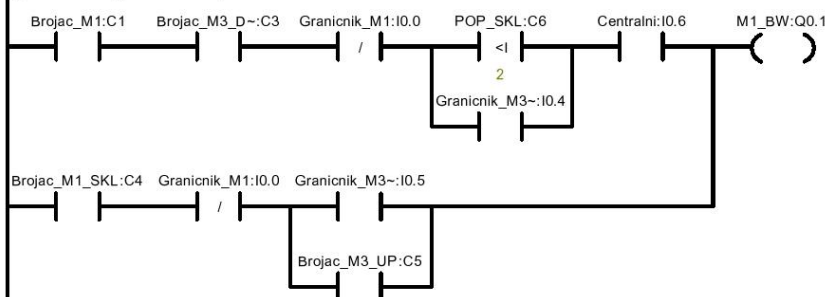 Brojac_M1:C1 Brojac_M3_D~:C3 Granicnik_M1:I0.0 POP_SKL:C6 Centralni:I0.6 M1_BW:Q0.1
/ <I
2
Granicnik_M3~:I0.4
Brojac_M1_SKL:C4 Granicnik_M1:I0.0 Granicnik_M3~:I0.5
/
Brojac_M3_UP:C5